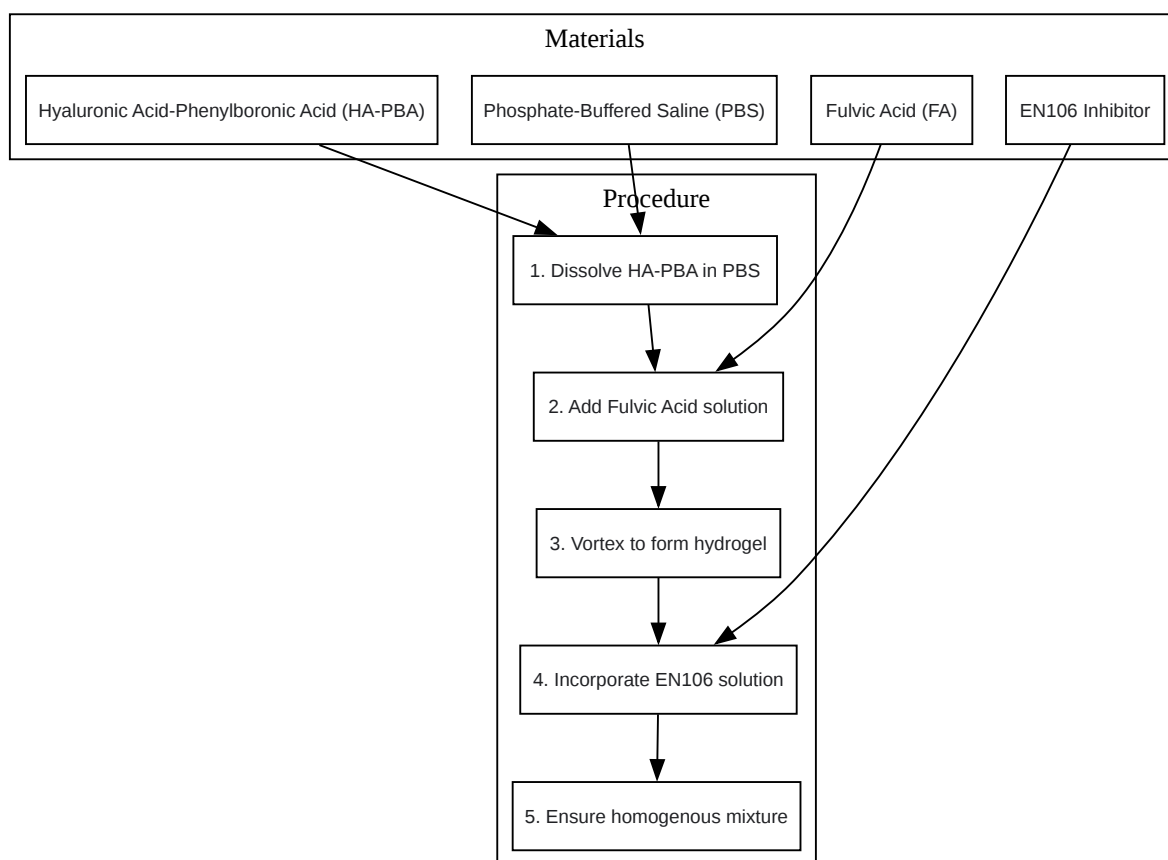 Materials
Hyaluronic Acid-Phenylboronic Acid (HA-PBA)
Phosphate-Buffered Saline (PBS)
Fulvic Acid (FA)
EN106 Inhibitor
Procedure
1. Dissolve HA-PBA in PBS
2. Add Fulvic Acid solution
3. Vortex to form hydrogel
4. Incorporate EN106 solution
5. Ensure homogenous mixture